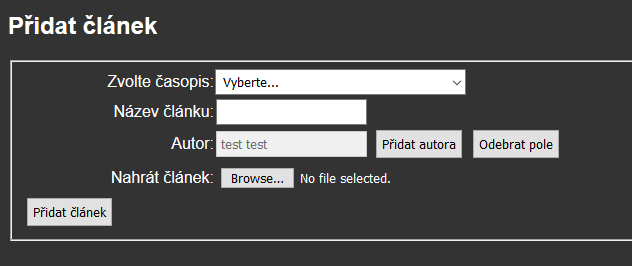 Přidat článek
Zvolte časopis: Vyberte...
Název článku:
Autor: test test Přidat autora Odebrat pole
Nahrát článek: Browse... No file selected.
Přidat článek